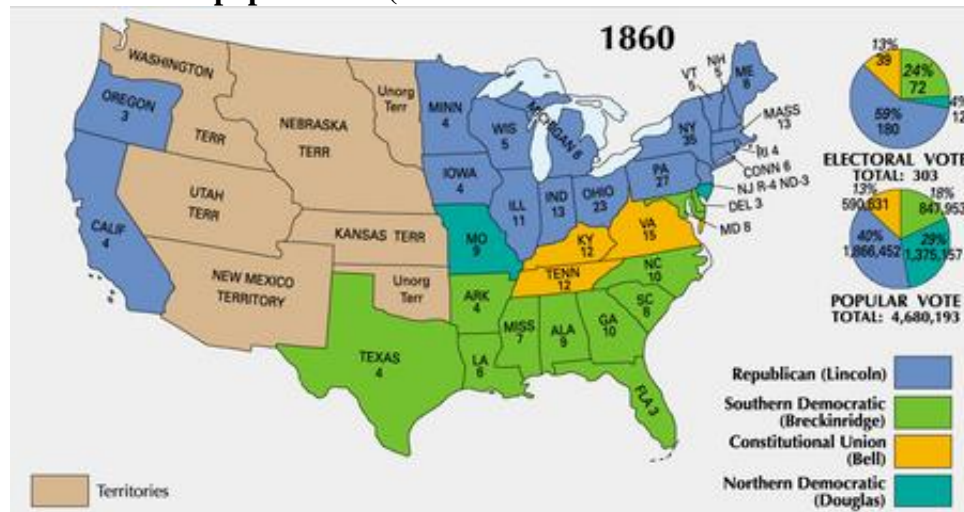 1860
WASHINGTON
TERR
OREGON
3
CALIF
4
NEBRASKA
TERR
Unorg
Terr
UTAH
TERR
NEW MEXICO
TERRITORY
KANSAS TERR
Unorg
Terr
TEXAS
4
MINN
4
IOWA
4
MO
9
ARK
4
LA
6
WIS
5
ILL
11
MICHIGAN 6
IND
13
OHIO
23
KY
12
TENN
12
MISS
7
ALA
9
GA
10
FLA 3
SC
8
NC
10
VA
15
PA
27
NY
35
VT
5
NH
5
ME
8
MASS
13
RI 4
CONN 6
NJ R-4 ND-3
DEL 3
MD 8
13%
39
24%
72
4%
12
59%
180
ELECTORAL VOTE
TOTAL: 303
13%
590,631
18%
847,953
40%
1,866,452
29%
1,375,157
POPULAR VOTE
TOTAL: 4,680,193
Republican (Lincoln)
Southern Democratic
(Breckinridge)
Constitutional Union
(Bell)
Northern Democratic
(Douglas)
Territories